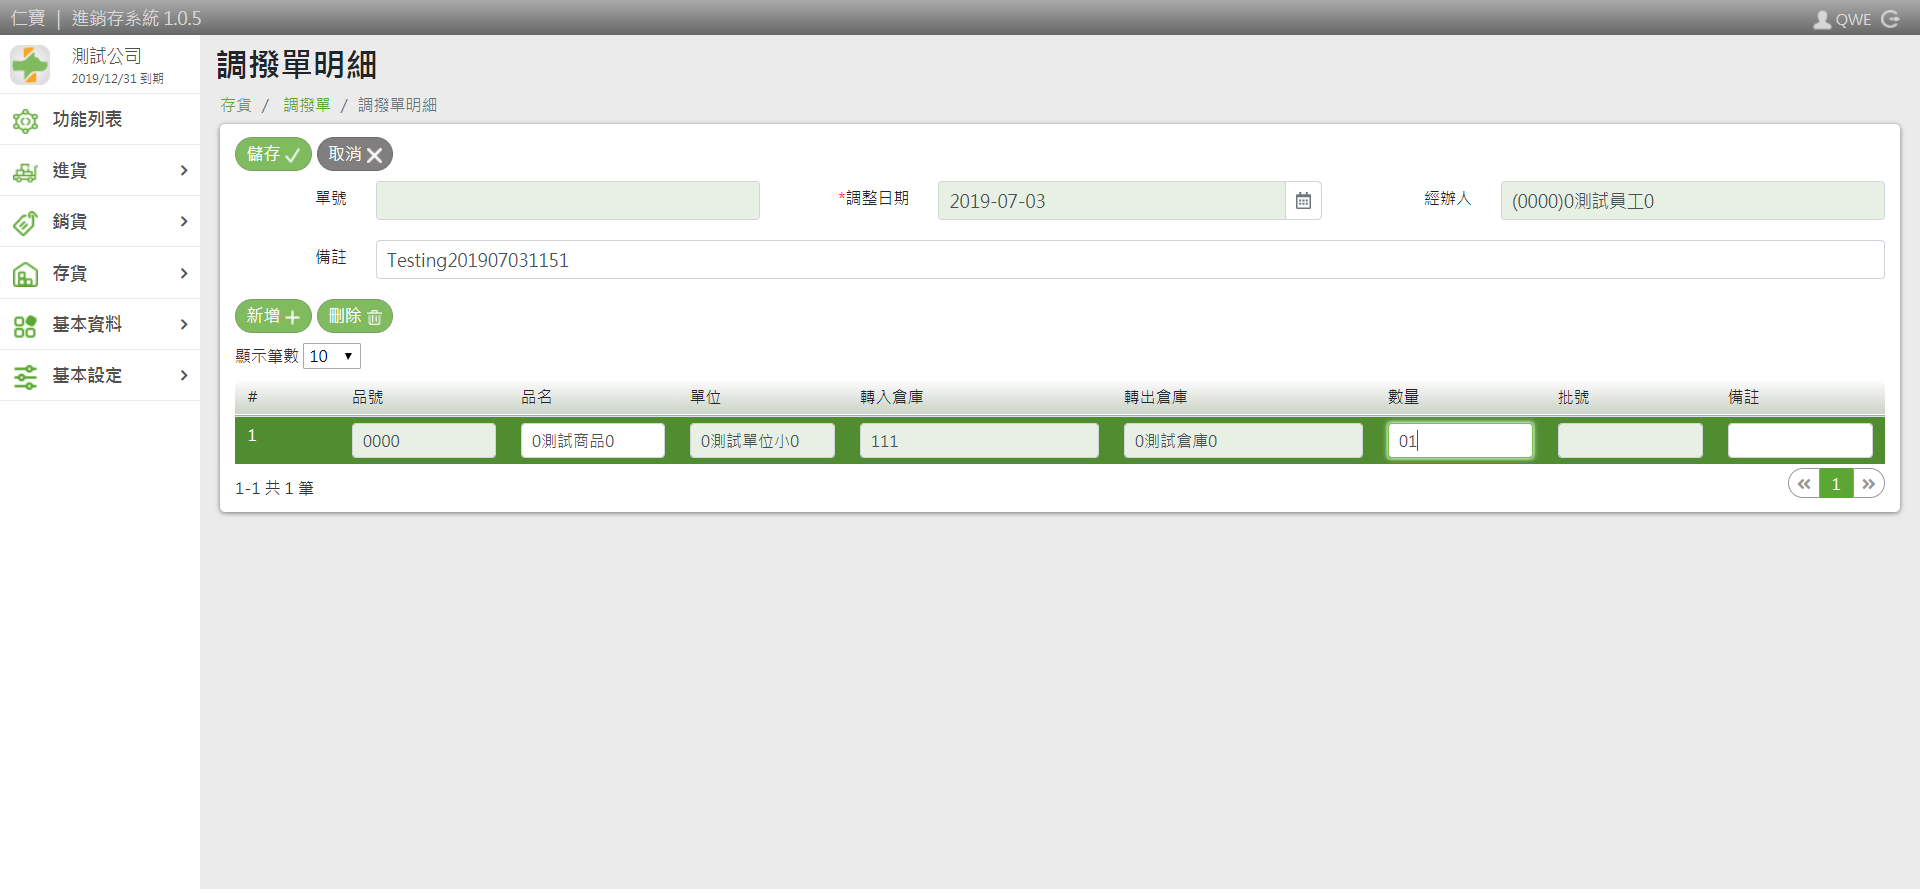 仁寶 | 進銷存系統 1.0.5
QWE
測試公司
2019/12/31 到期
功能列表
進貨
銷貨
存貨
基本資料
基本設定
調撥單明細
存貨 / 調撥單 / 調撥單明細
儲存 取消
單號 *調整日期 2019-07-03 經辦人 (0000)0測試員工0
備註 Testing201907031151
新增 刪除
顯示筆數 10
# 品號 品名 單位 轉入倉庫 轉出倉庫 數量 批號 備註
1 0000 0測試商品0 0測試單位小0 111 0測試倉庫0 01
1-1 共 1 筆
« 1 »